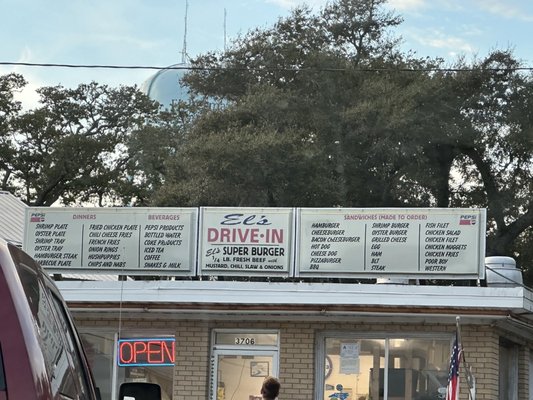 PEPSI
DINNERS
BEVERAGES
SHRIMP PLATE
OYSTER PLATE
SHRIMP TRAY
OYSTER TRAY
HAMBURGER STEAK
BARBECUE PLATE
FRIED CHICKEN PLATE
CHILI CHEESE FRIES
FRENCH FRIES
ONION RINGS
HUSHPUPPIES
CHIPS AND NABS
PEPSI PRODUCTS
BOTTLED WATER
COKE PRODUCTS
ICED TEA
COFFEE
SHAKES & MILK
El's
DRIVE-IN
El's SUPER BURGER
1/4 LB. FRESH BEEF with
MUSTARD, CHILI, SLAW & ONIONS
SANDWICHES (MADE TO ORDER)
PEPSI
HAMBURGER
CHEESEBURGER
BACON CHEESEBURGER
HOT DOG
CHEESE DOG
PIZZABURGER
BBQ
SHRIMP BURGER
OYSTER BURGER
GRILLED CHEESE
EGG
HAM
BLT
STEAK
FISH FILET
CHICKEN SALAD
CHICKEN FILET
CHICKEN NUGGETS
CHICKEN FRIES
POOR BOY
WESTERN
3706
OPEN